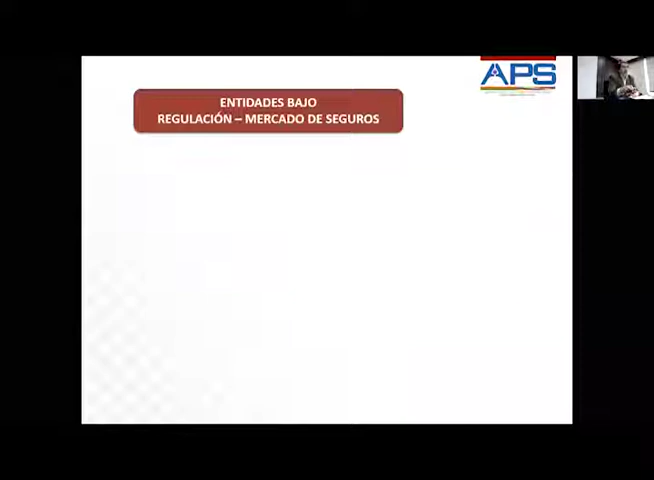 APS
ENTIDADES BAJO
REGULACIÓN – MERCADO DE SEGUROS